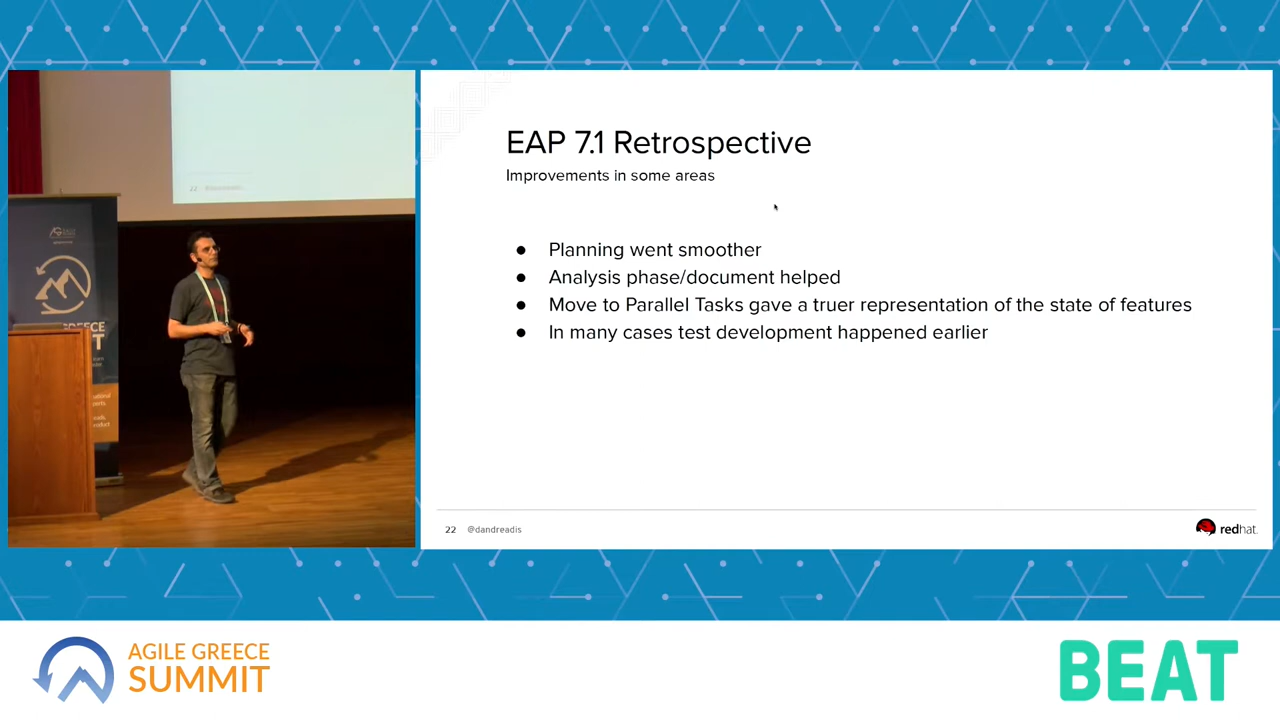 EAP 7.1 Retrospective
Improvements in some areas
● Planning went smoother
● Analysis phase/document helped
● Move to Parallel Tasks gave a truer representation of the state of features
● In many cases test development happened earlier
22 @dandreadis
redhat.
22
AGILE GREECE
SUMMIT
BEAT